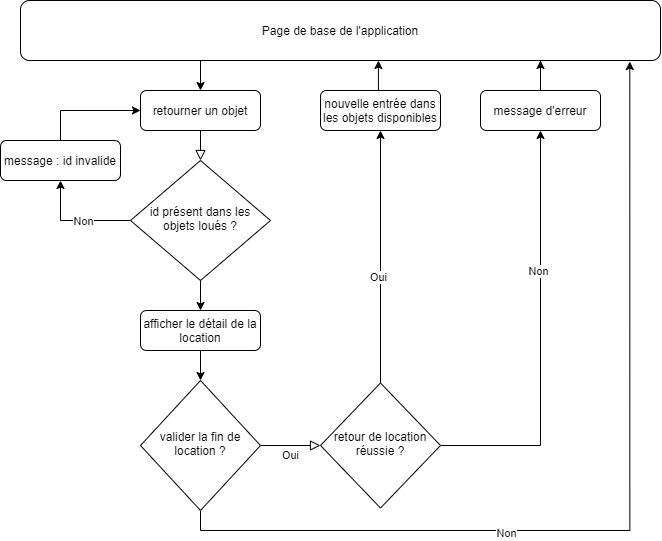 Page de base de l'application
retourner un objet
nouvelle entrée dans
les objets disponibles
message d'erreur
message : id invalide
id présent dans les
objets loués ?
Non
Oui
Non
afficher le détail de la
location
valider la fin de
location ?
Oui
retour de location
réussie ?
Non